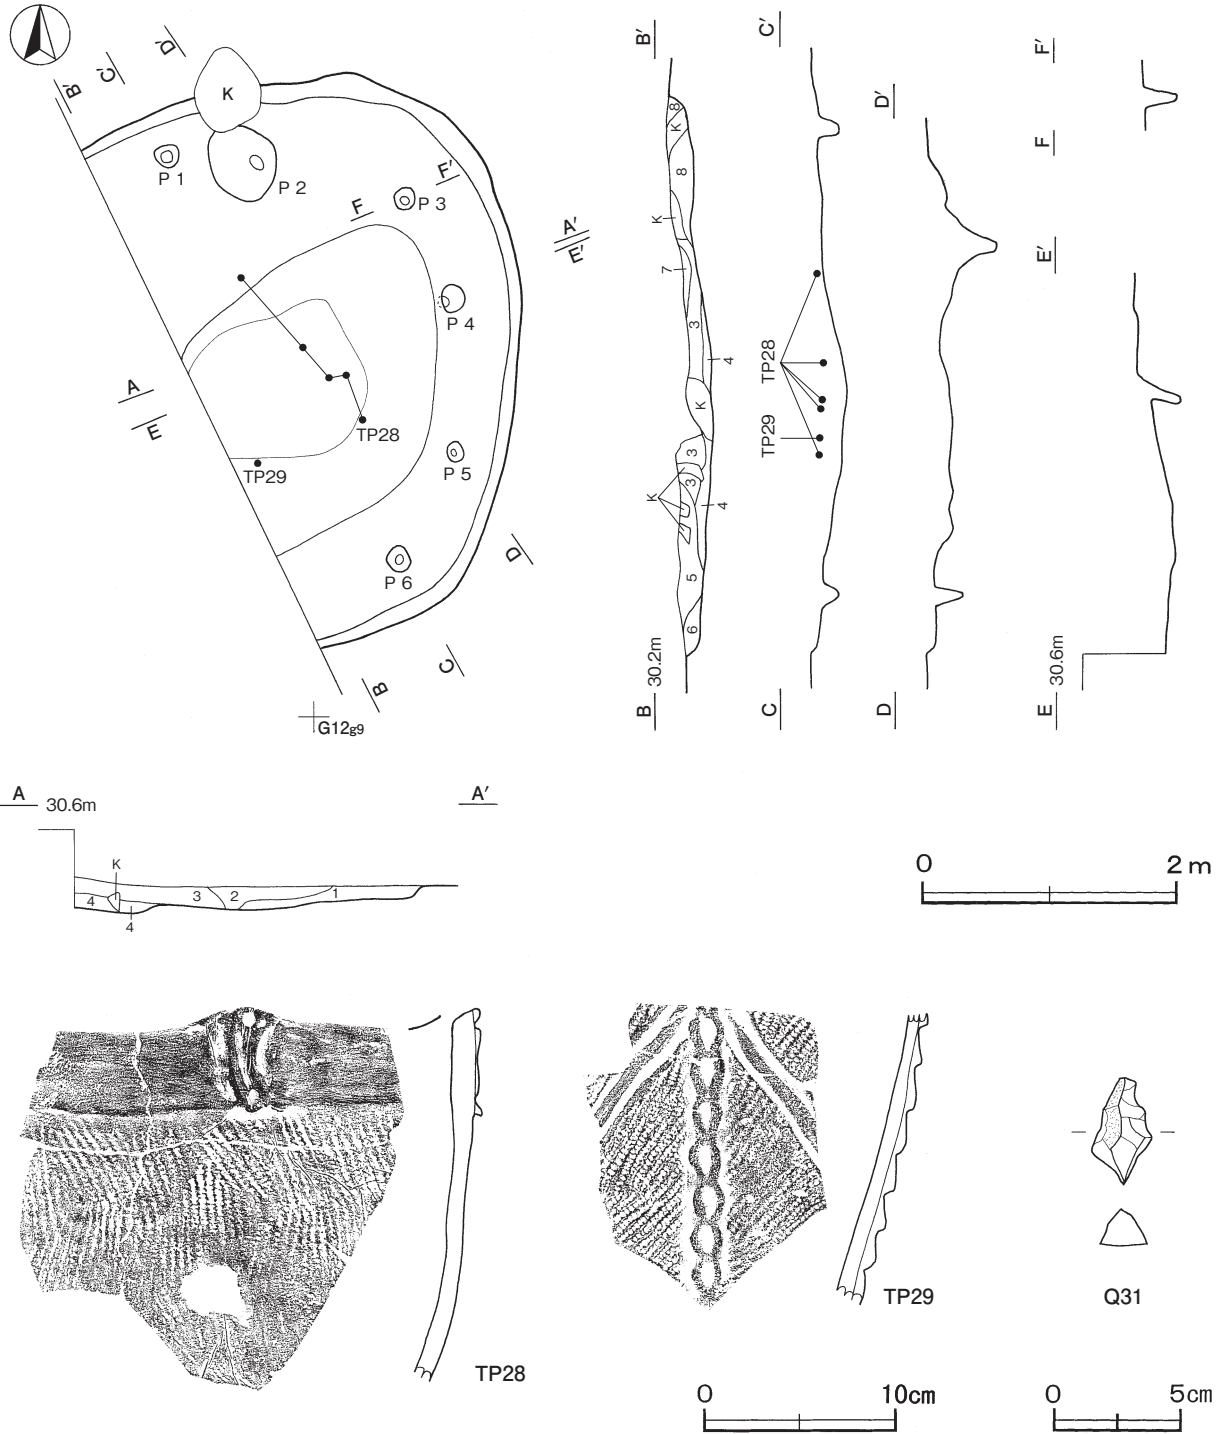 B′
C′
D′
K
P 1
P 2
P 3
F′
F
A′
E′
P 4
A
E
TP28
TP29
P 5
P 6
D
C
B
G12g9
B′
8
K
8
K
7
3
4
K
3
K
3
4
5
6
30.2m
B
C′
TP28
TP29
C
D′
D
F′
F
E′
30.6m
E
A
30.6m
A′
K
4
3
2
1
4
0
2 m
TP28
TP29
Q31
0
10cm
0
5cm